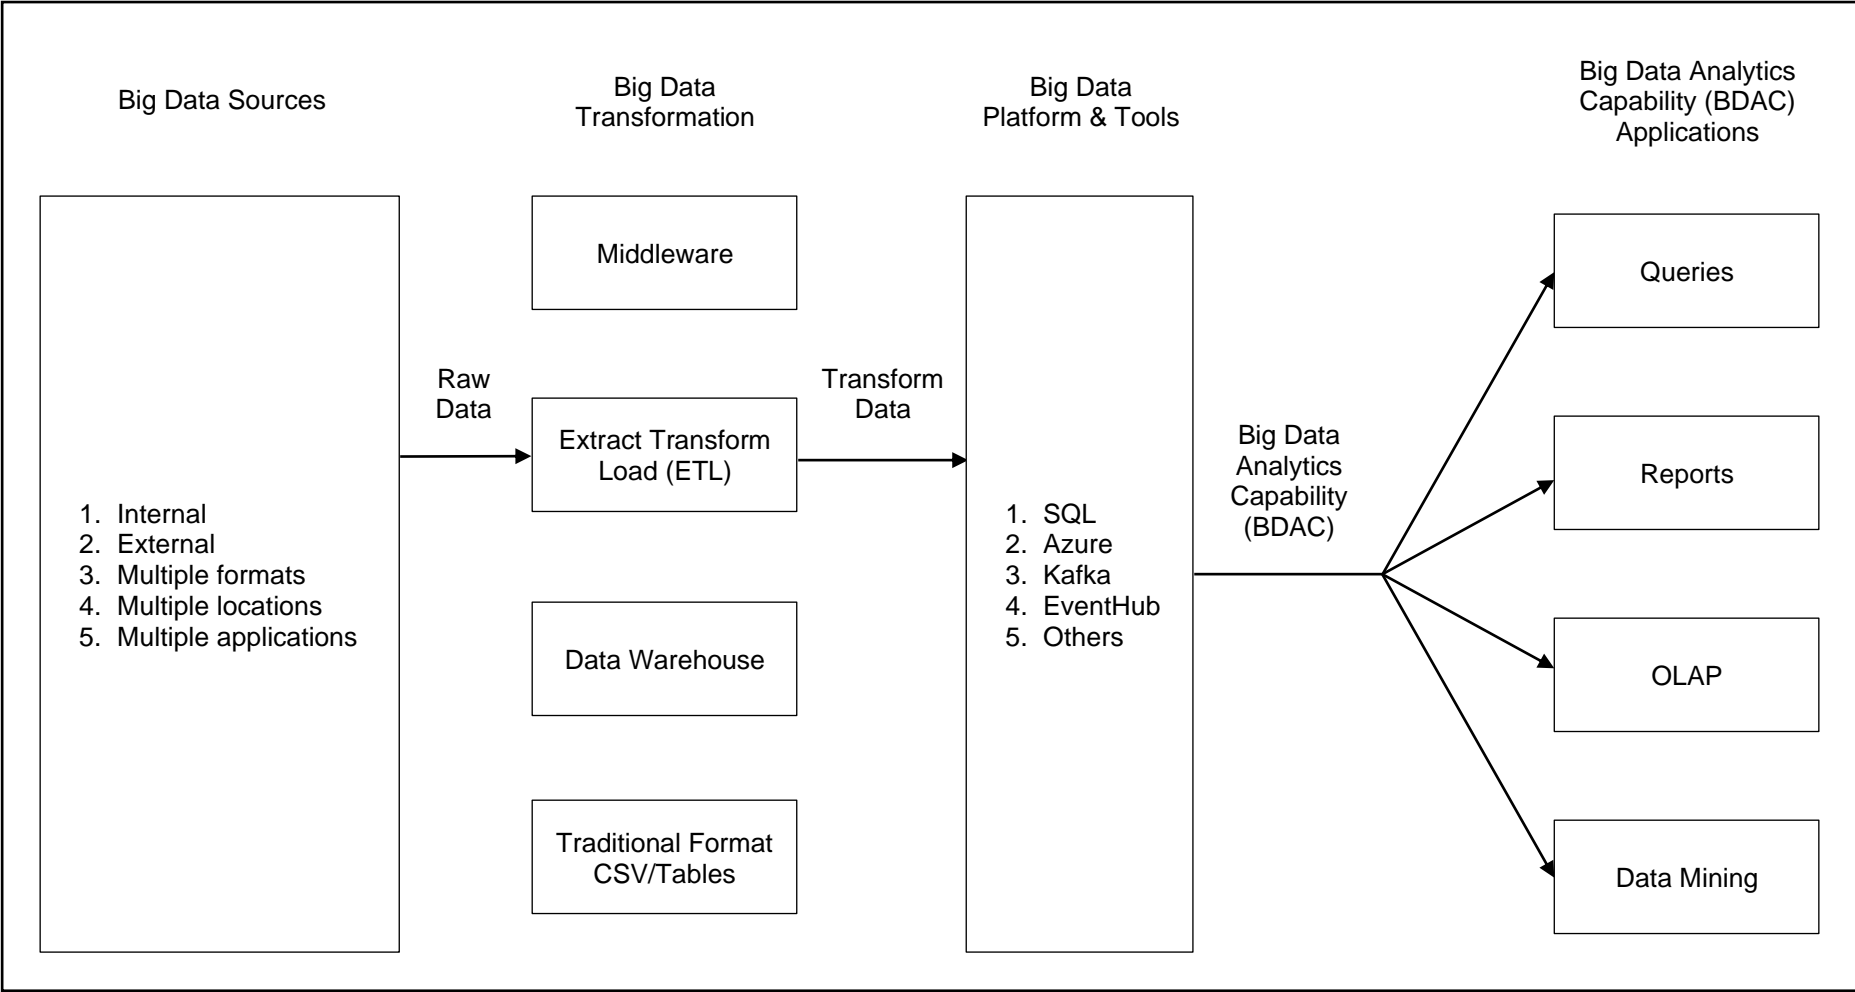 Big Data Sources
Big Data
Transformation
Big Data
Platform & Tools
Big Data Analytics
Capability (BDAC)
Applications
1. Internal
2. External
3. Multiple formats
4. Multiple locations
5. Multiple applications
Raw
Data
Middleware
Extract Transform
Load (ETL)
Data Warehouse
Traditional Format
CSV/Tables
Transform
Data
1. SQL
2. Azure
3. Kafka
4. EventHub
5. Others
Big Data
Analytics
Capability
(BDAC)
Queries
Reports
OLAP
Data Mining